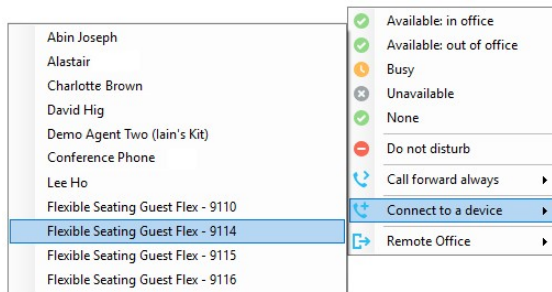 Abin Joseph
Alastair
Charlotte Brown
David Hig
Demo Agent Two (Iain's Kit)
Conference Phone
Lee Ho
Flexible Seating Guest Flex - 9110
Flexible Seating Guest Flex - 9114
Flexible Seating Guest Flex - 9115
Flexible Seating Guest Flex - 9116
Available: in office
Available: out of office
Busy
Unavailable
None
Do not disturb
Call forward always
Connect to a device
Remote Office